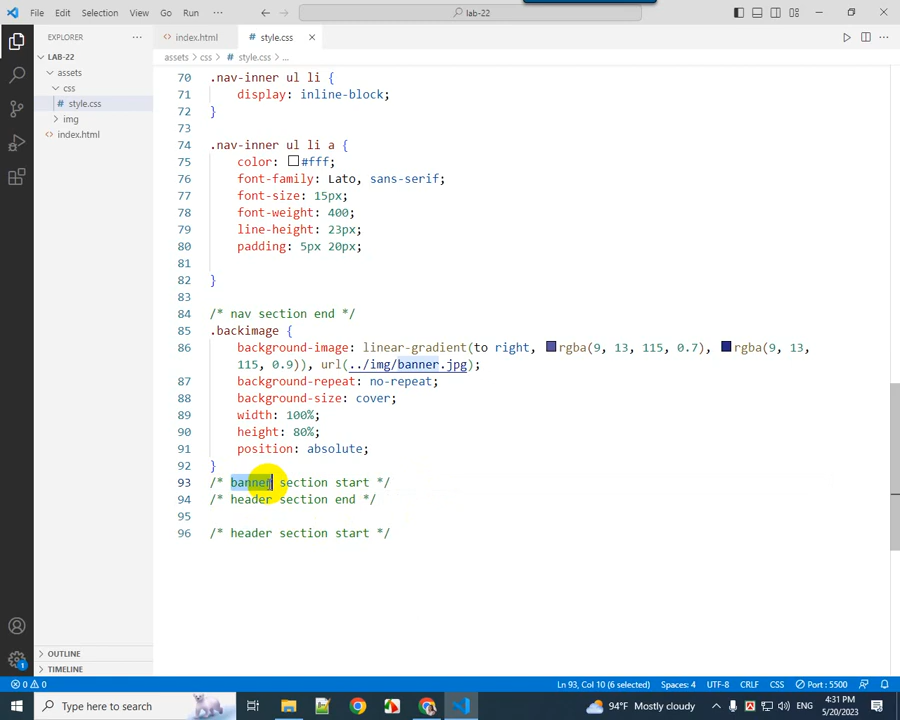 File Edit Selection View Go Run ··· lab-22
EXPLORER ···
index.html style.css
LAB-22
assets
css
style.css
img
index.html
OUTLINE
TIMELINE
assets > css > style.css > ...
70 .nav-inner ul li {
71 display: inline-block;
72 }
73
74 .nav-inner ul li a {
75 color: #fff;
76 font-family: Lato, sans-serif;
77 font-size: 15px;
78 font-weight: 400;
79 line-height: 23px;
80 padding: 5px 20px;
81
82 }
83
84 /* nav section end */
85 .backimage {
86 background-image: linear-gradient(to right, rgba(9, 13, 115, 0.7), rgba(9, 13,
115, 0.9)), url(../img/banner.jpg);
87 background-repeat: no-repeat;
88 background-size: cover;
89 width: 100%;
90 height: 80%;
91 position: absolute;
92 }
93 /* banner section start */
94 /* header section end */
95
96 /* header section start */
1
0 0 Ln 93, Col 10 (6 selected) Spaces: 4 UTF-8 CRLF CSS Port : 5500
Type here to search 94°F Mostly cloudy 4:31 PM
5/20/2023